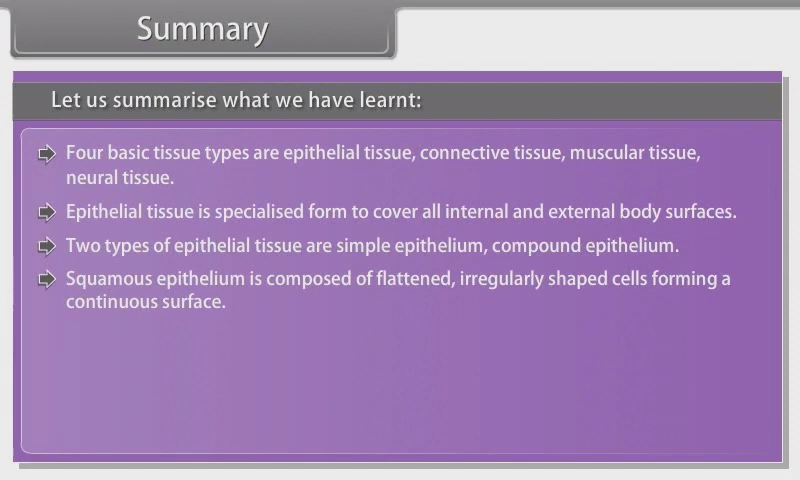 Summary
Let us summarise what we have learnt:
Four basic tissue types are epithelial tissue, connective tissue, muscular tissue,
neural tissue.
Epithelial tissue is specialised form to cover all internal and external body surfaces.
Two types of epithelial tissue are simple epithelium, compound epithelium.
Squamous epithelium is composed of flattened, irregularly shaped cells forming a
continuous surface.